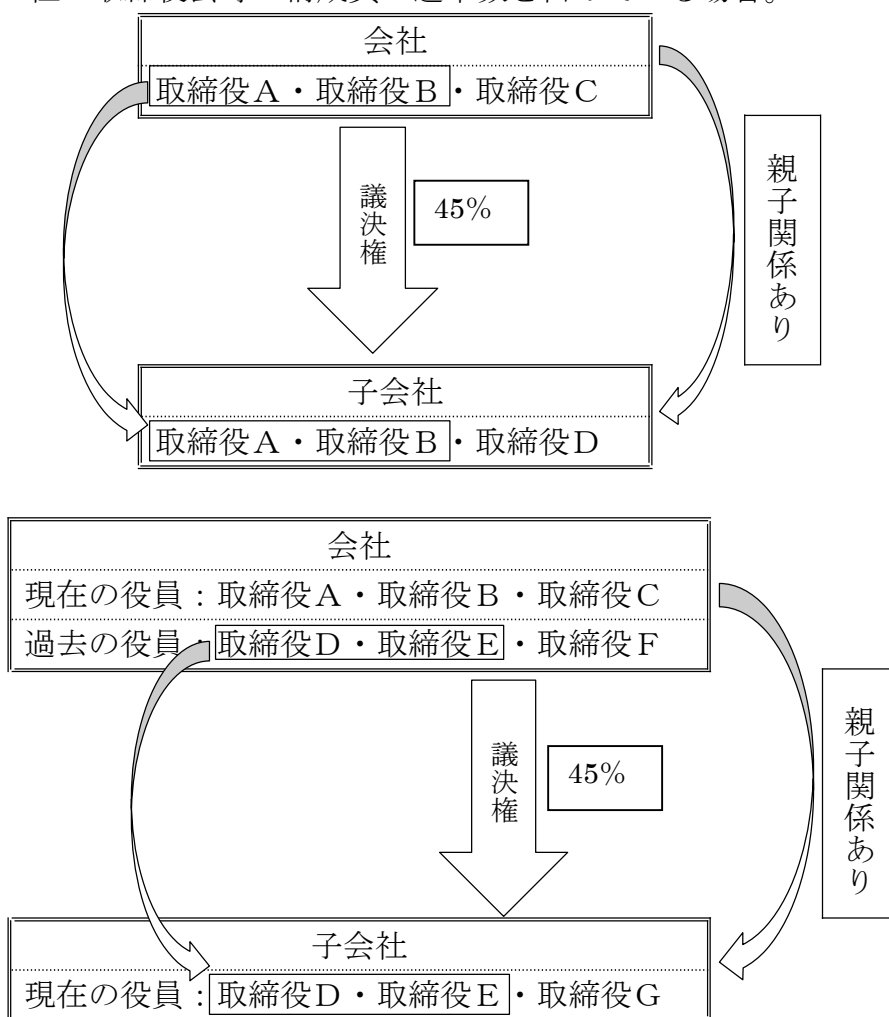 会社
取締役A・取締役B・取締役C
議決権
45%
親子関係あり
子会社
取締役A・取締役B・取締役D
会社
現在の役員:取締役A・取締役B・取締役C
過去の役員:取締役D・取締役E・取締役F
議決権
45%
親子関係あり
子会社
現在の役員:取締役D・取締役E・取締役G